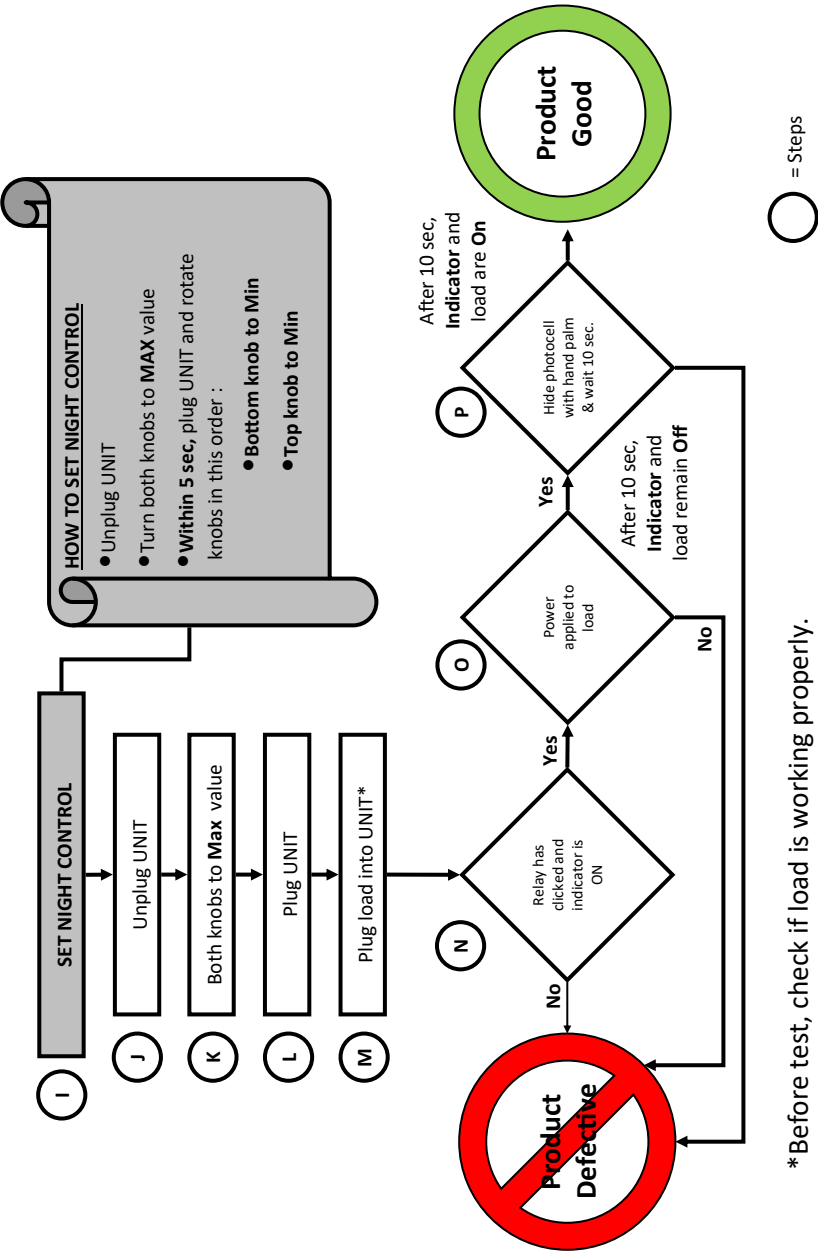 HOW TO SET NIGHT CONTROL
●Unplug UNIT
●Turn both knobs to MAX value
●Within 5 sec, plug UNIT and rotate
knobs in this order :
●Bottom knob to Min
●Top knob to Min
I
SET NIGHT CONTROL
J
Unplug UNIT
K
Both knobs to Max value
L
Plug UNIT
M
Plug load into UNIT*
N
Relay has
clicked and
indicator is
ON
No
Yes
O
Power
applied to
load
No
Yes
P
Hide photocell
with hand palm
& wait 10 sec.
After 10 sec,
Indicator and
load remain Off
After 10 sec,
Indicator and
load are On
Product
Defective
Product
Good
*Before test, check if load is working properly.
= Steps